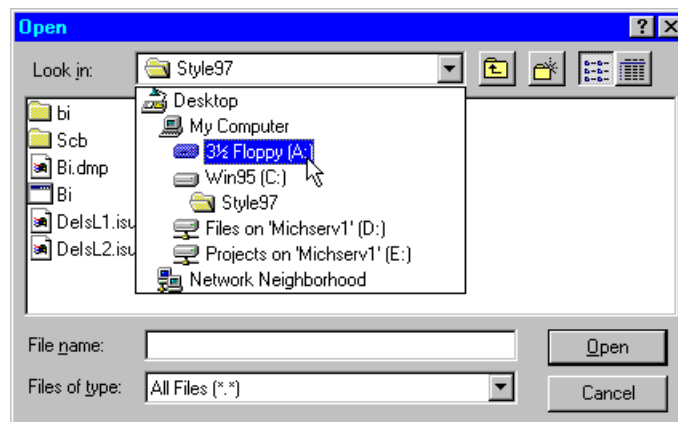 Open
Look in: Style97
Desktop
My Computer
3½ Floppy (A:)
Win95 (C:)
Style97
Files on 'Michserv1' (D:)
Projects on 'Michserv1' (E:)
Network Neighborhood
bi
Scb
Bi.dmp
Bi
DelsL1.isu
DelsL2.isu
File name:
Open
Files of type: All Files (*.*)
Cancel